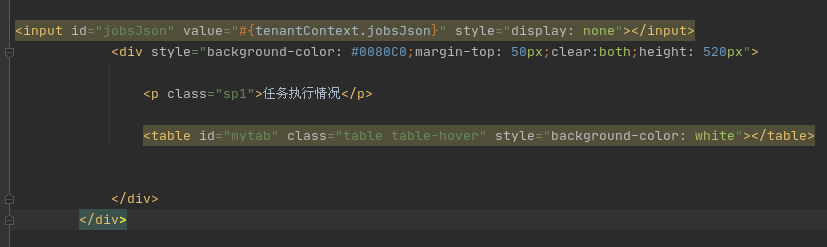 <input id="jobsJson" value="#{tenantContext.jobsJson}" style="display: none"></input>
<div style="background-color: #0080C0;margin-top: 50px;clear:both;height: 520px">
<p class="sp1">任务执行情况</p>
<table id="mytab" class="table table-hover" style="background-color: white"></table>
</div>
</div>